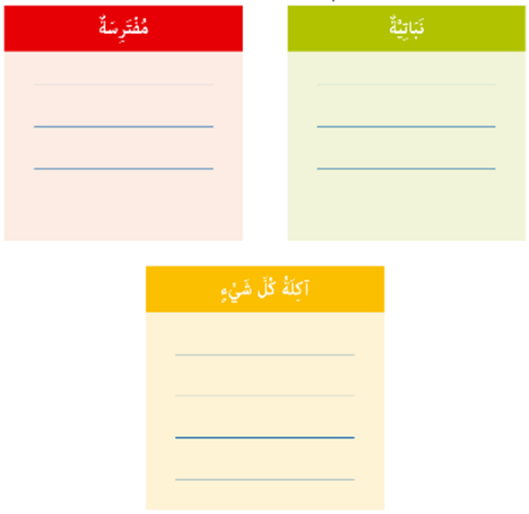 نَبَاتِيَّةٌ
مُفْتَرِسَةٌ
آكِلَةُ كُلِّ شَيْءٍ